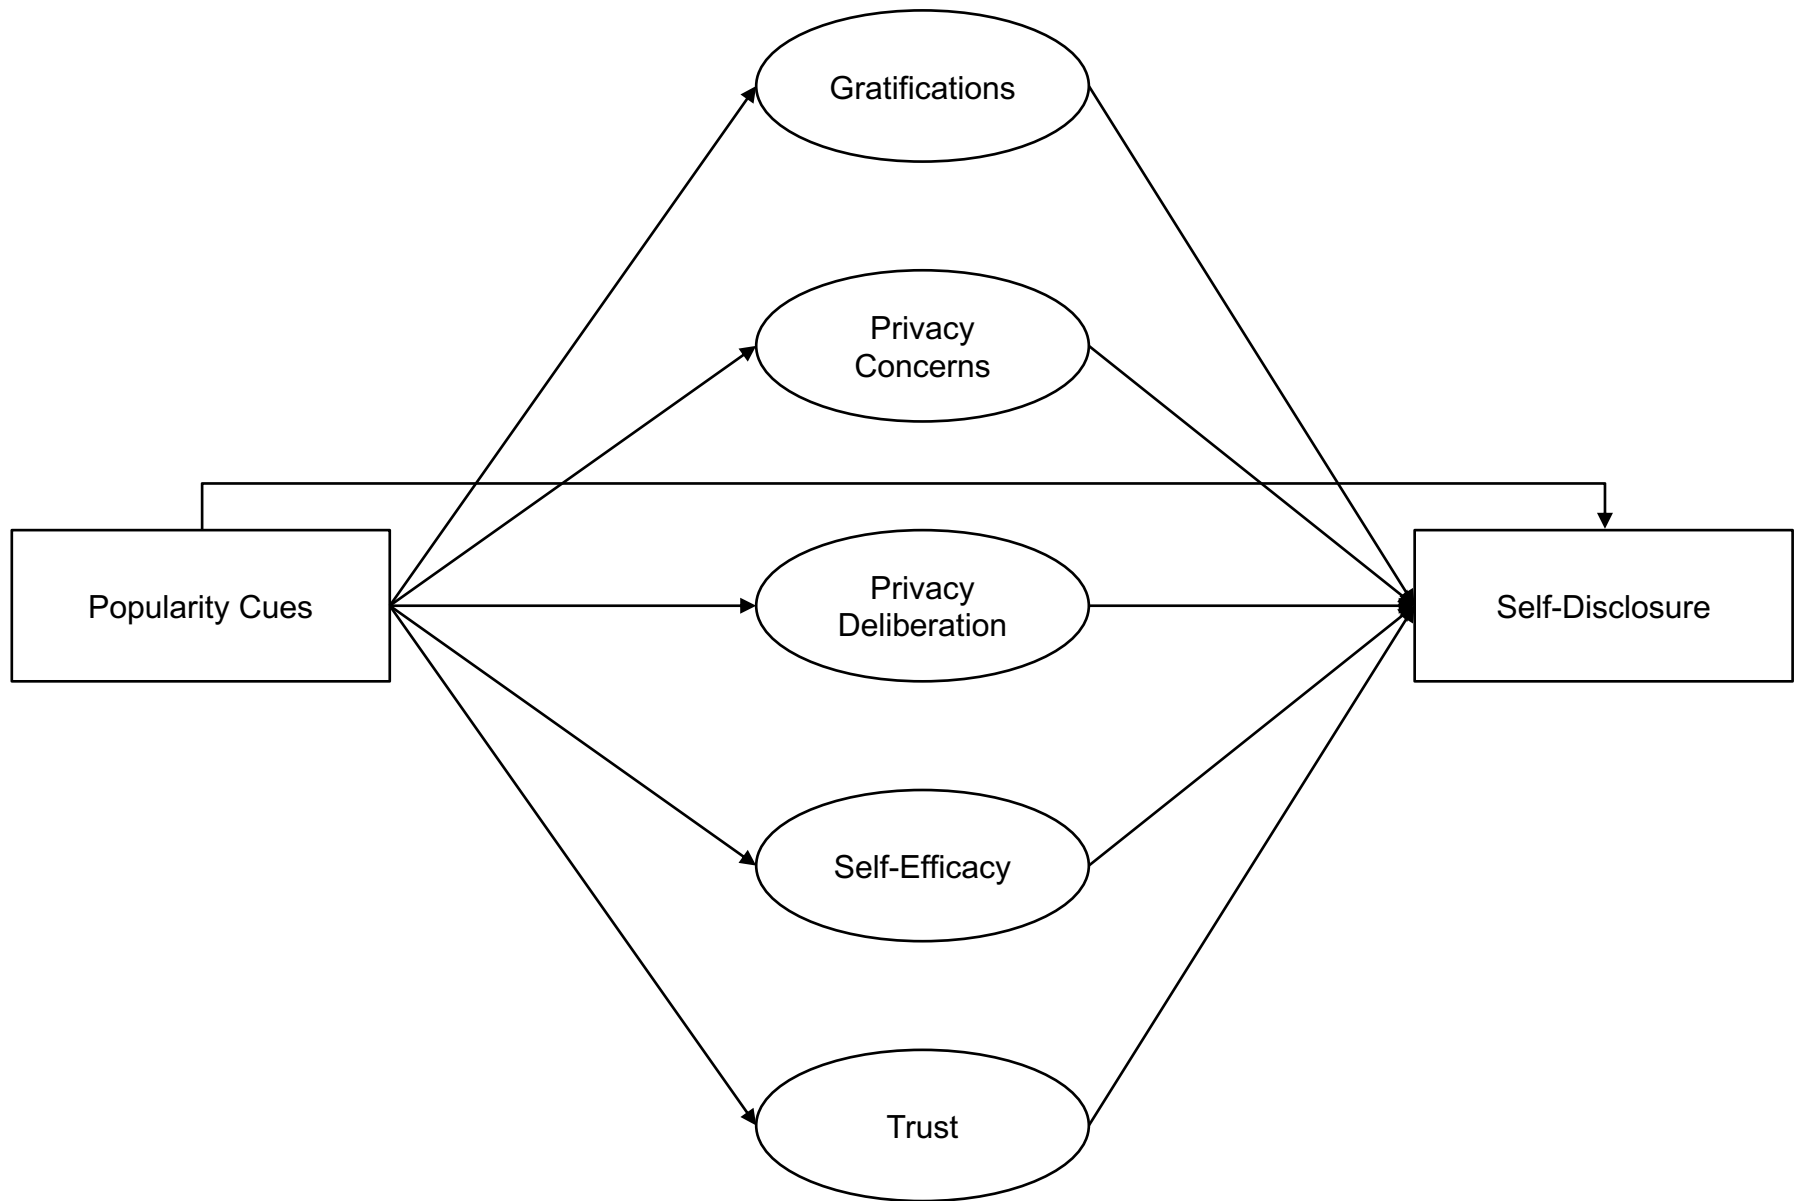 Gratifications
Privacy
Concerns
Popularity Cues
Privacy
Deliberation
Self-Disclosure
Self-Efficacy
Trust